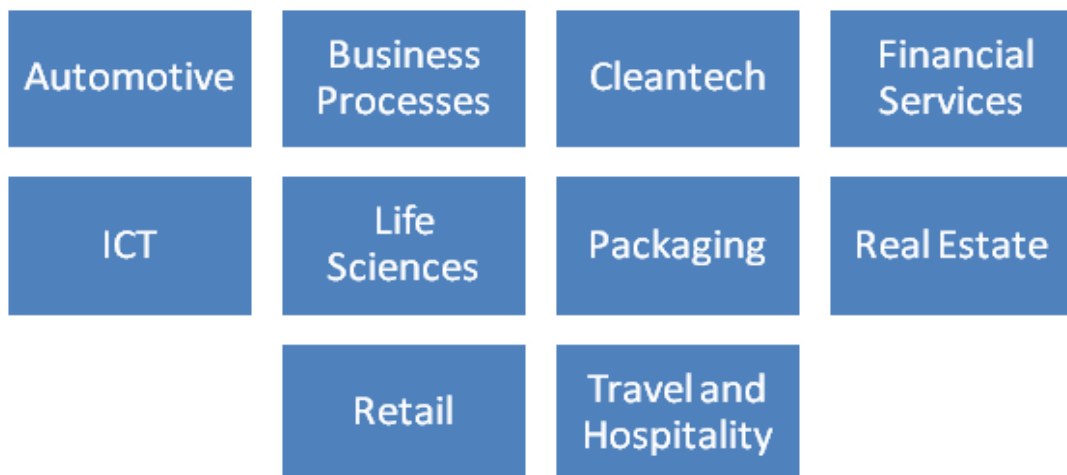 Automotive
Business
Processes
Cleantech
Financial
Services
ICT
Life
Sciences
Packaging
Real Estate
Retail
Travel and
Hospitality